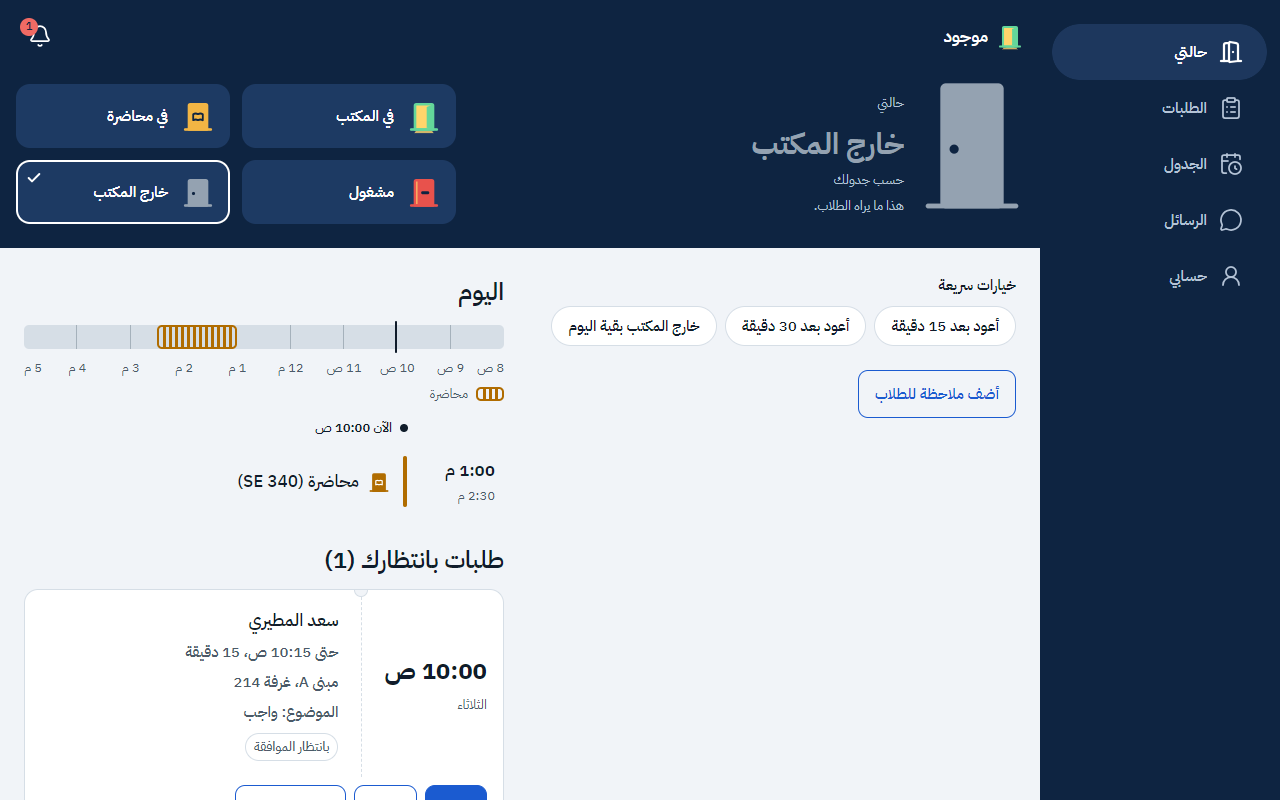 حالتي
الطلبات
الجدول
الرسائل
حسابي
موجود
1
حالتي
خارج المكتب
حسب جدولك
هذا ما يراه الطلاب.
في المكتب
في محاضرة
مشغول
خارج المكتب
خيارات سريعة
أعود بعد 15 دقيقة
أعود بعد 30 دقيقة
خارج المكتب بقية اليوم
أضف ملاحظة للطلاب
اليوم
8 ص 9 ص 10 ص 11 ص 12 م 1 م 2 م 3 م 4 م 5 م
محاضرة
الآن 10:00 ص
1:00 م
2:30 م
محاضرة (SE 340)
طلبات بانتظارك (1)
10:00 ص
الثلاثاء
سعد المطيري
حتى 10:15 ص، 15 دقيقة
مبنى A، غرفة 214
الموضوع: واجب
بانتظار الموافقة